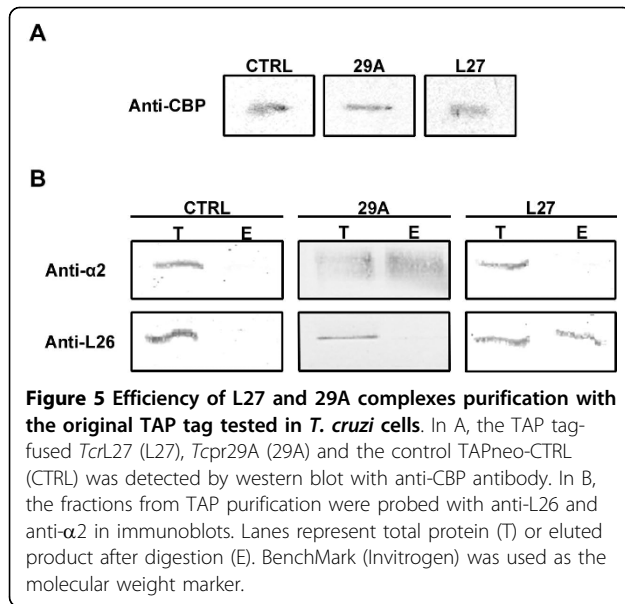 A
CTRL 29A L27
Anti-CBP
B
CTRL 29A L27
T E T E T E
Anti-α2
Anti-L26
Figure 5 Efficiency of L27 and 29A complexes purification with
the original TAP tag tested in T. cruzi cells. In A, the TAP tag-
fused TcrL27 (L27), Tcpr29A (29A) and the control TAPneo-CTRL
(CTRL) was detected by western blot with anti-CBP antibody. In B,
the fractions from TAP purification were probed with anti-L26 and
anti-α2 in immunoblots. Lanes represent total protein (T) or eluted
product after digestion (E). BenchMark (Invitrogen) was used as the
molecular weight marker.